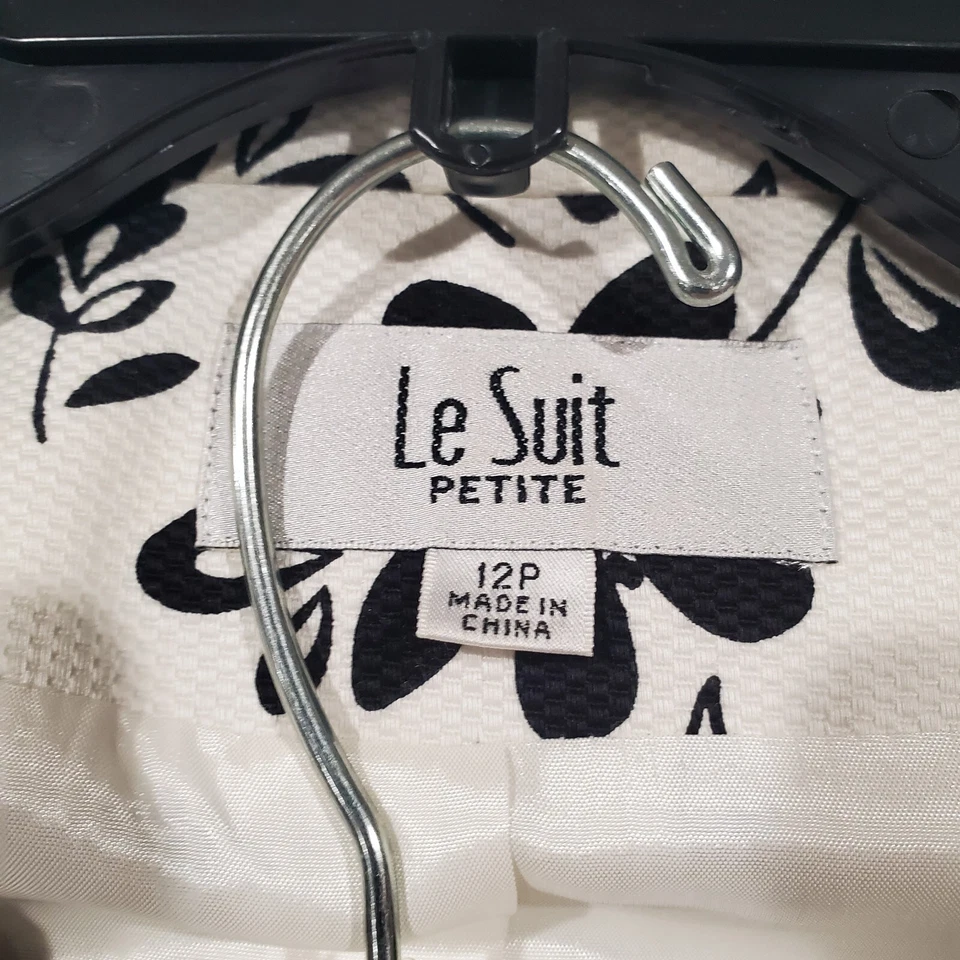 Le Suit
PETITE
12P
MADE IN
CHINA